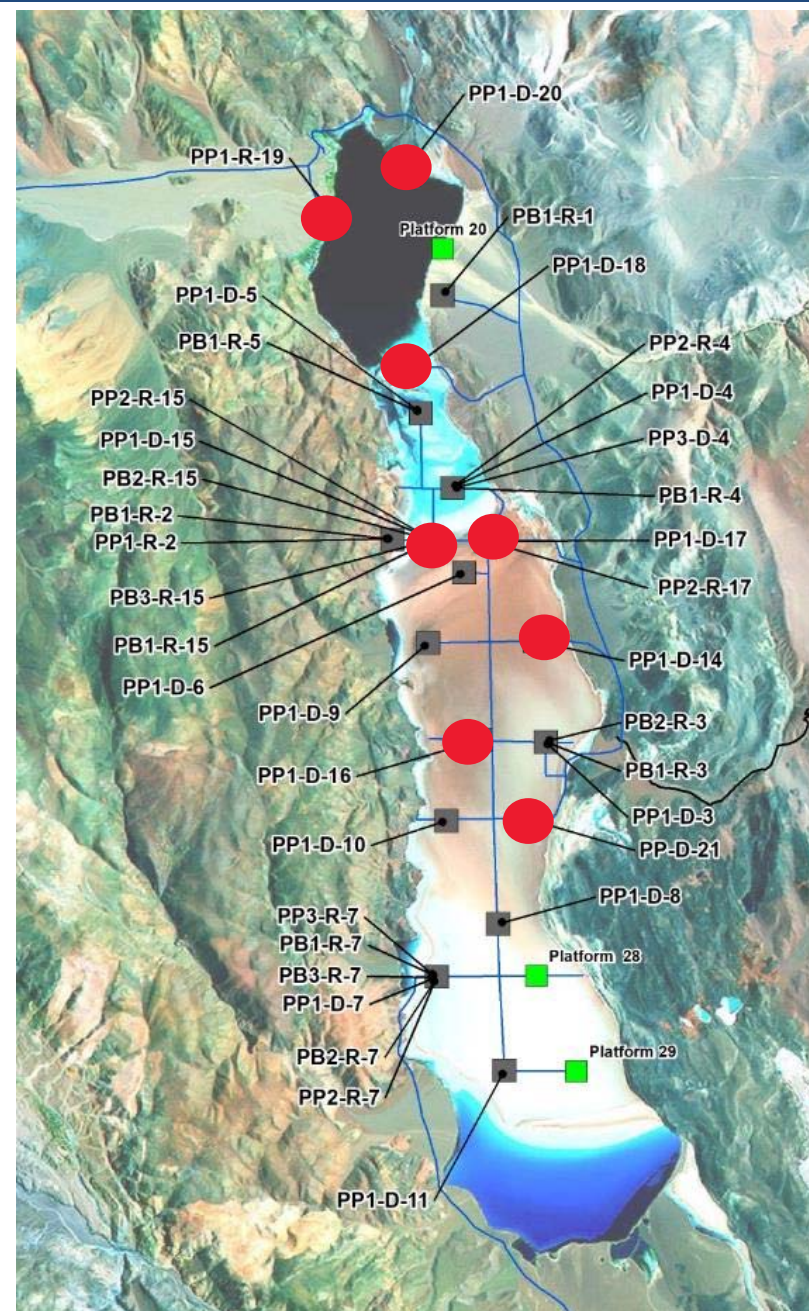 PP1-D-20
PP1-R-19
PB1-R-1
Platform 20
PP1-D-18
PP1-D-5
PB1-R-5
PP2-R-4
PP1-D-4
PP3-D-4
PB1-R-4
PP2-R-15
PP1-D-15
PB2-R-15
PB1-R-2
PP1-R-2
PB3-R-15
PB1-R-15
PP1-D-6
PP1-D-17
PP2-R-17
PP1-D-14
PP1-D-9
PB2-R-3
PB1-R-3
PP1-D-3
PP1-D-16
PP1-D-10
PP-D-21
PP1-D-8
PP3-R-7
PB1-R-7
PB3-R-7
PP1-D-7
PB2-R-7
PP2-R-7
Platform 28
Platform 29
PP1-D-11